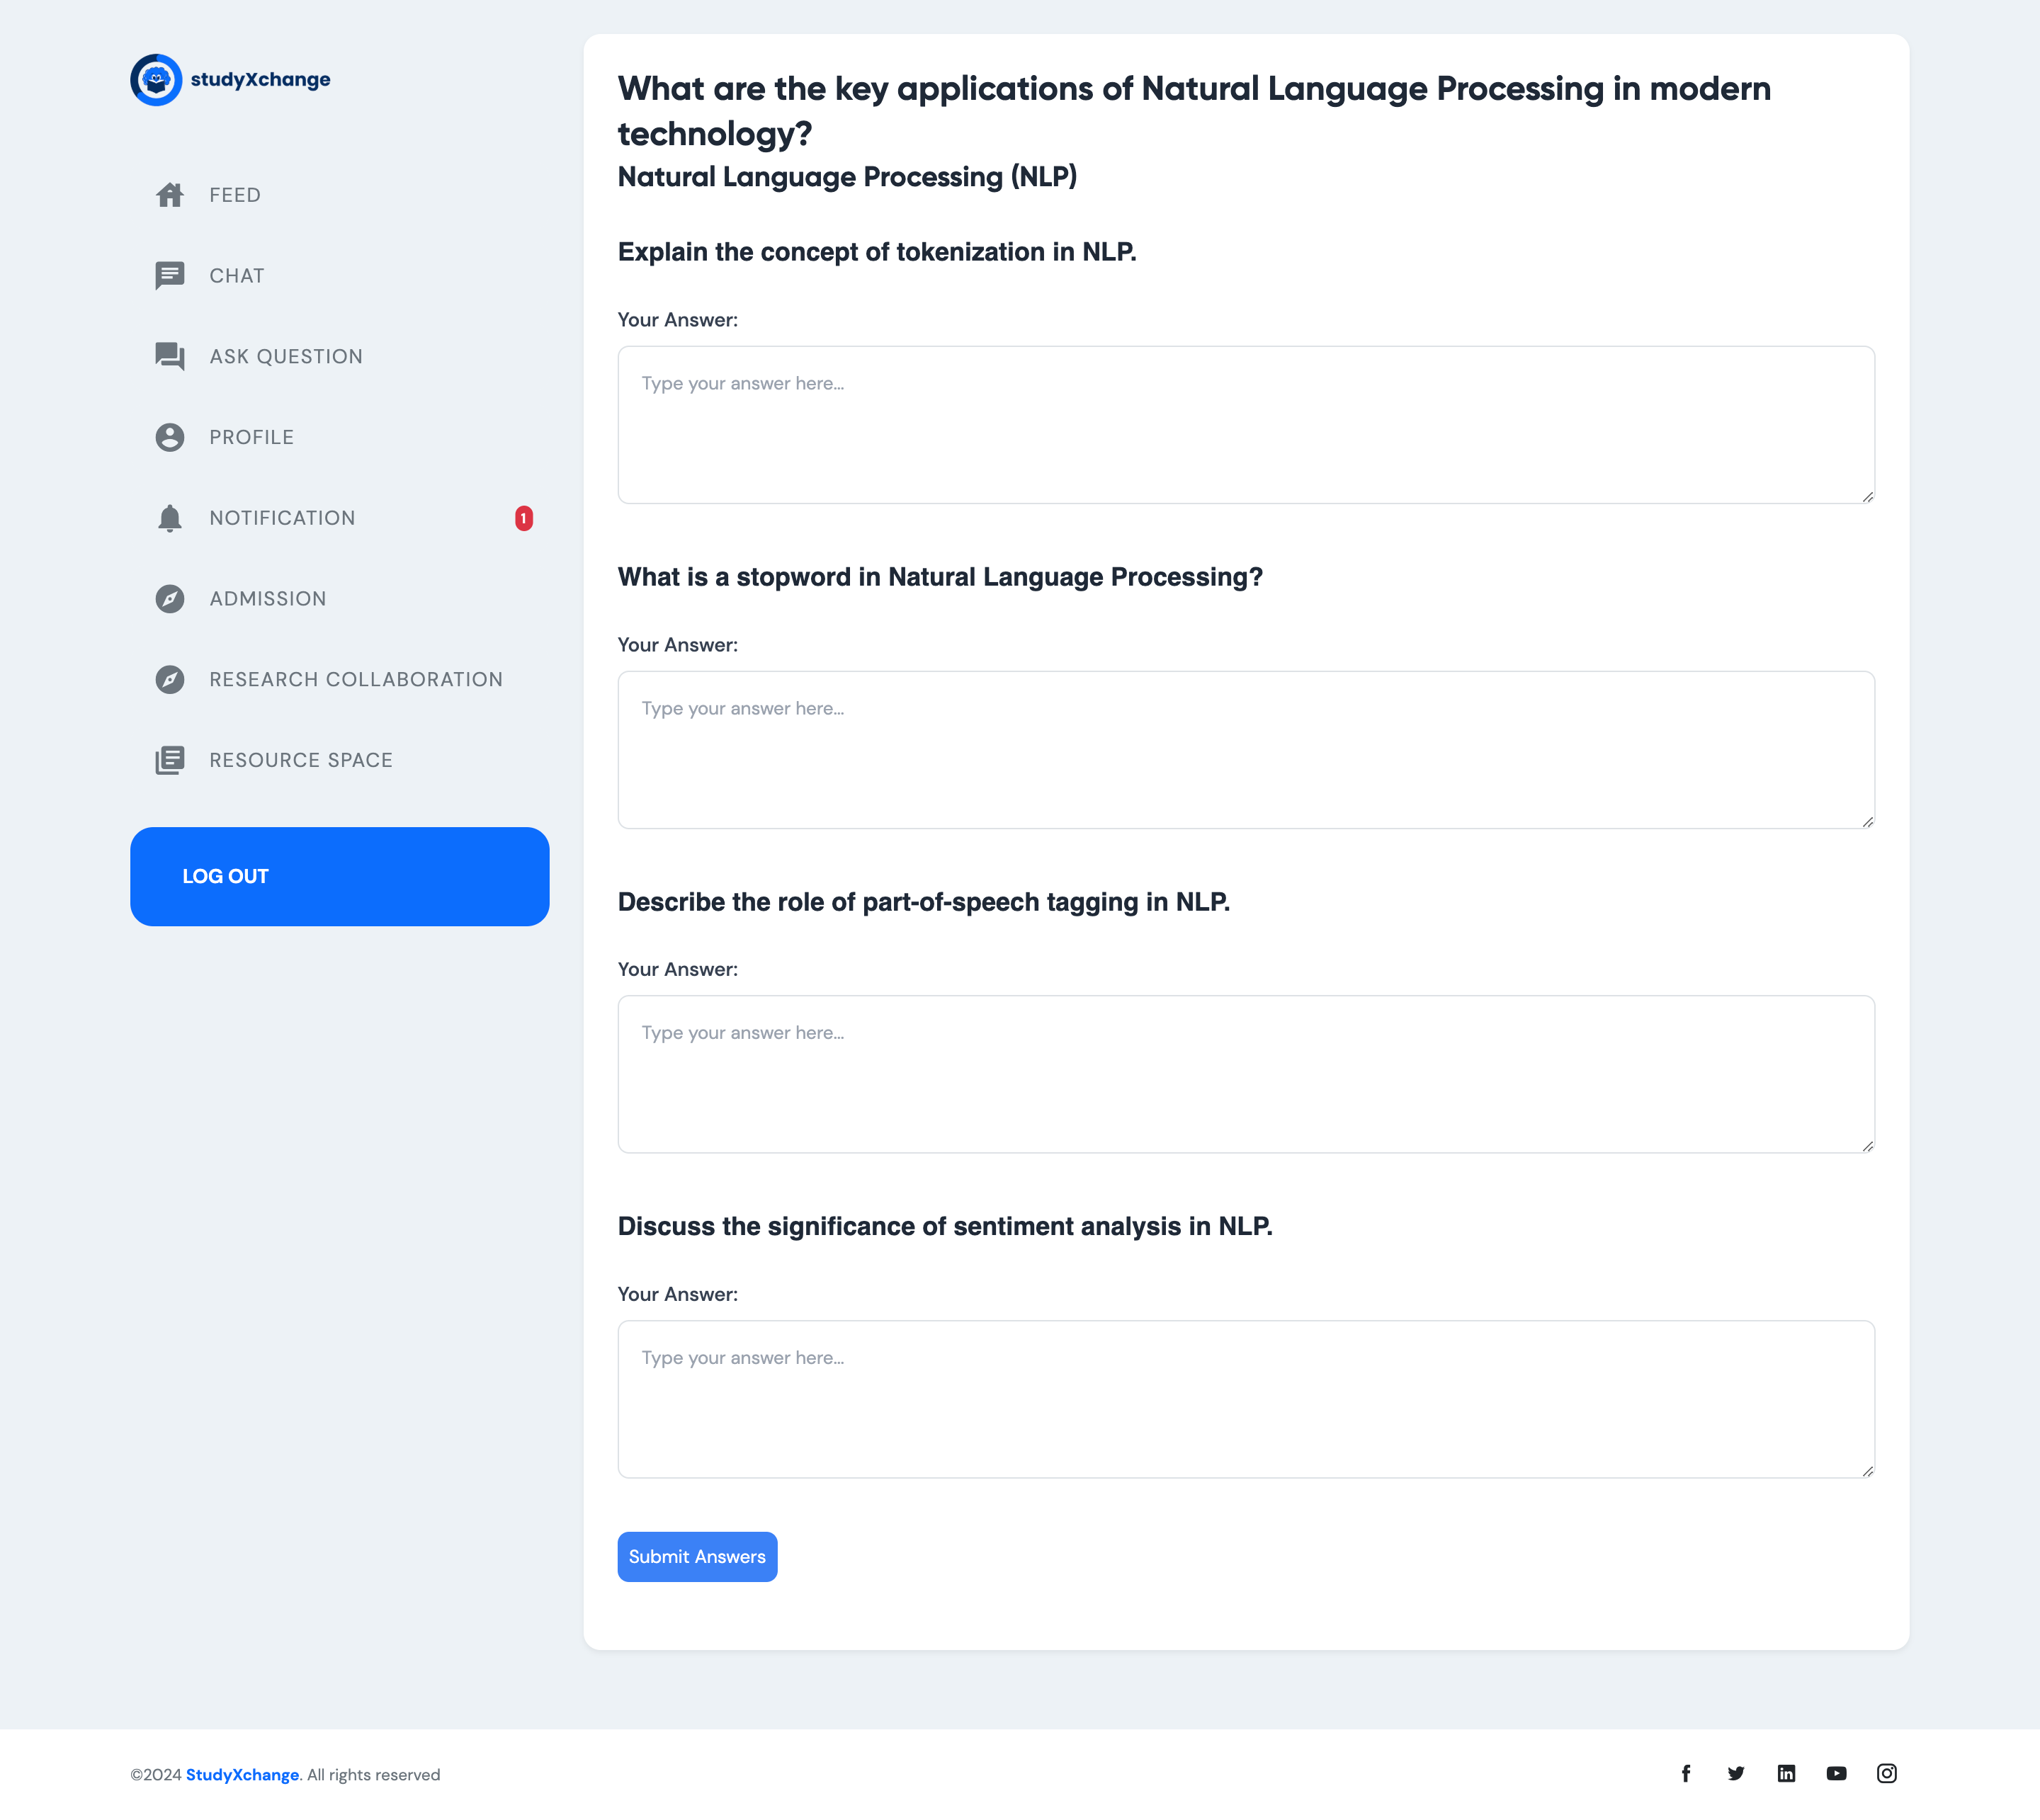 studyXchange
FEED
CHAT
ASK QUESTION
PROFILE
NOTIFICATION
1
ADMISSION
RESEARCH COLLABORATION
RESOURCE SPACE
LOG OUT
What are the key applications of Natural Language Processing in modern
technology?
Natural Language Processing (NLP)
Explain the concept of tokenization in NLP.
Your Answer:
Type your answer here...
What is a stopword in Natural Language Processing?
Your Answer:
Type your answer here...
Describe the role of part-of-speech tagging in NLP.
Your Answer:
Type your answer here...
Discuss the significance of sentiment analysis in NLP.
Your Answer:
Type your answer here...
Submit Answers
©2024 StudyXchange. All rights reserved